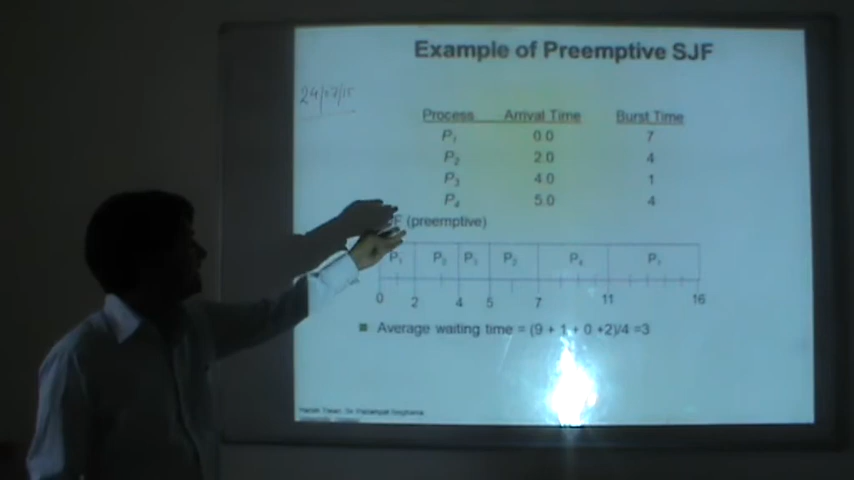 Example of Preemptive SJF
24/07/15
Process Arrival Time Burst Time
P1 0.0 7
P2 2.0 4
P3 4.0 1
P4 5.0 4
(preemptive)
P1 P2 P3 P2 P4 P1
0 2 4 5 7 11 16
Average waiting time = (9 + 1 + 0 +2)/4 =3